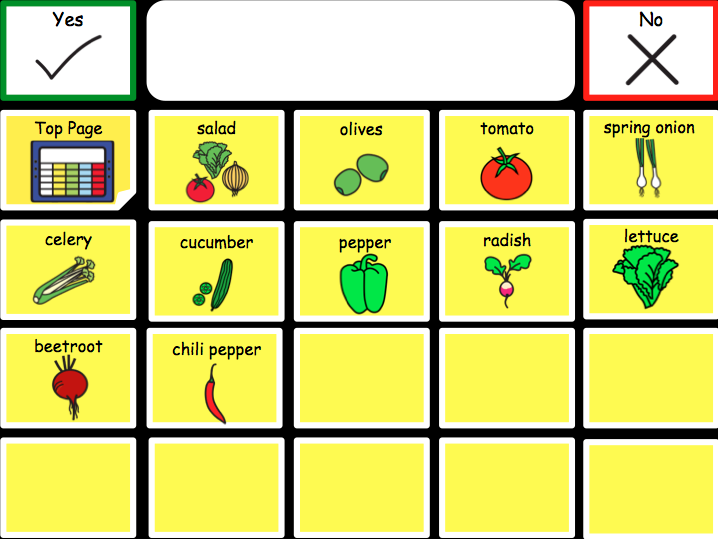 Yes
No
Top Page
salad
olives
tomato
spring onion
celery
cucumber
pepper
radish
lettuce
beetroot
chili pepper